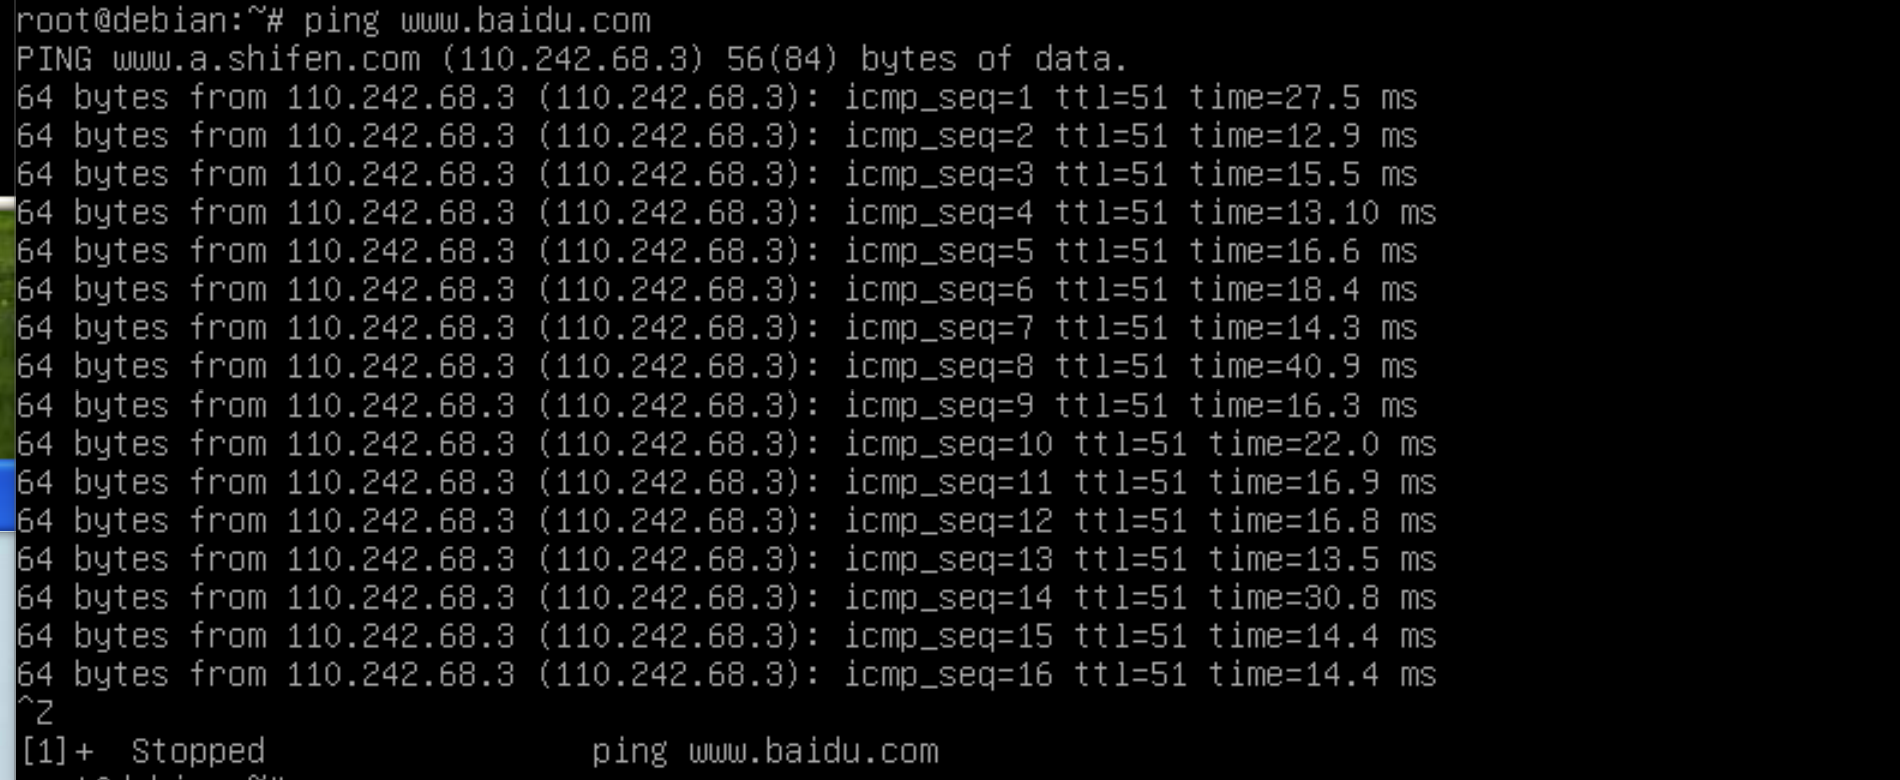 root@debian:~# ping www.baidu.com
PING www.a.shifen.com (110.242.68.3) 56(84) bytes of data.
64 bytes from 110.242.68.3 (110.242.68.3): icmp_seq=1 ttl=51 time=27.5 ms
64 bytes from 110.242.68.3 (110.242.68.3): icmp_seq=2 ttl=51 time=12.9 ms
64 bytes from 110.242.68.3 (110.242.68.3): icmp_seq=3 ttl=51 time=15.5 ms
64 bytes from 110.242.68.3 (110.242.68.3): icmp_seq=4 ttl=51 time=13.10 ms
64 bytes from 110.242.68.3 (110.242.68.3): icmp_seq=5 ttl=51 time=16.6 ms
64 bytes from 110.242.68.3 (110.242.68.3): icmp_seq=6 ttl=51 time=18.4 ms
64 bytes from 110.242.68.3 (110.242.68.3): icmp_seq=7 ttl=51 time=14.3 ms
64 bytes from 110.242.68.3 (110.242.68.3): icmp_seq=8 ttl=51 time=40.9 ms
64 bytes from 110.242.68.3 (110.242.68.3): icmp_seq=9 ttl=51 time=16.3 ms
64 bytes from 110.242.68.3 (110.242.68.3): icmp_seq=10 ttl=51 time=22.0 ms
64 bytes from 110.242.68.3 (110.242.68.3): icmp_seq=11 ttl=51 time=16.9 ms
64 bytes from 110.242.68.3 (110.242.68.3): icmp_seq=12 ttl=51 time=16.8 ms
64 bytes from 110.242.68.3 (110.242.68.3): icmp_seq=13 ttl=51 time=13.5 ms
64 bytes from 110.242.68.3 (110.242.68.3): icmp_seq=14 ttl=51 time=30.8 ms
64 bytes from 110.242.68.3 (110.242.68.3): icmp_seq=15 ttl=51 time=14.4 ms
64 bytes from 110.242.68.3 (110.242.68.3): icmp_seq=16 ttl=51 time=14.4 ms
^Z
[1]+  Stopped                 ping www.baidu.com